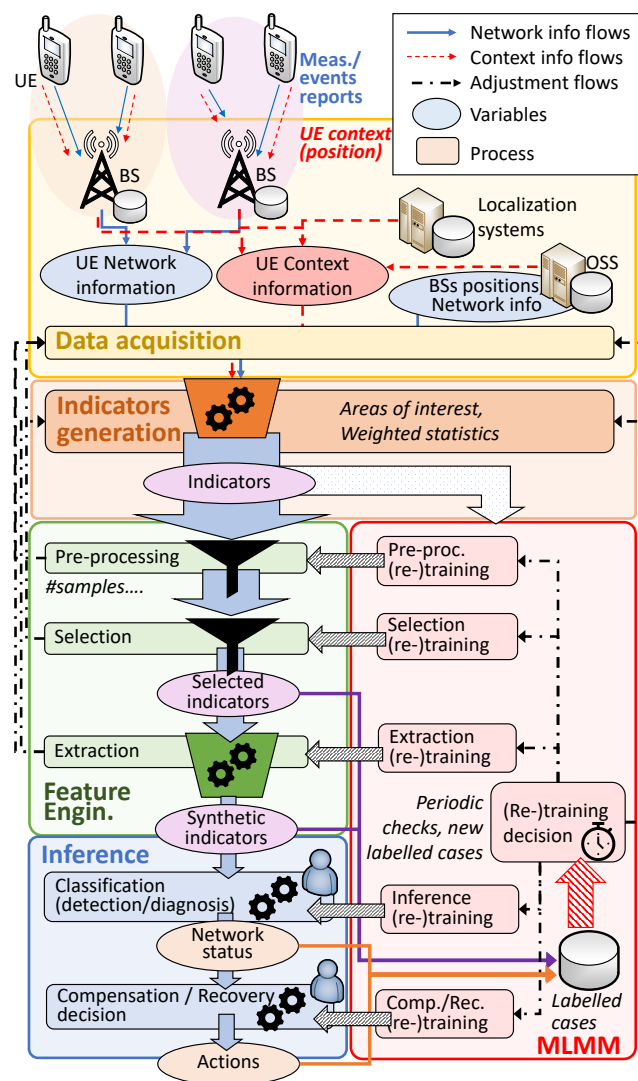 Network info flows
Context info flows
Adjustment flows
Variables
Process
UE
Meas./
events
reports
UE context
(position)
BS
BS
Localization
systems
OSS
UE Network
information
UE Context
information
BSs positions
Network info
Data acquisition
Indicators
generation
Areas of interest,
Weighted statistics
Indicators
Pre-processing
Pre-proc.
(re-)training
#samples....
Selection
Selection
(re-)training
Selected
indicators
Extraction
Extraction
(re-)training
Feature
Engin.
Synthetic
indicators
Periodic
checks, new
labelled cases
(Re-)training
decision
Inference
Classification
(detection/diagnosis)
Inference
(re-)training
Network
status
Compensation / Recovery
decision
Comp./Rec.
(re-)training
Labelled
cases
Actions
MLMM